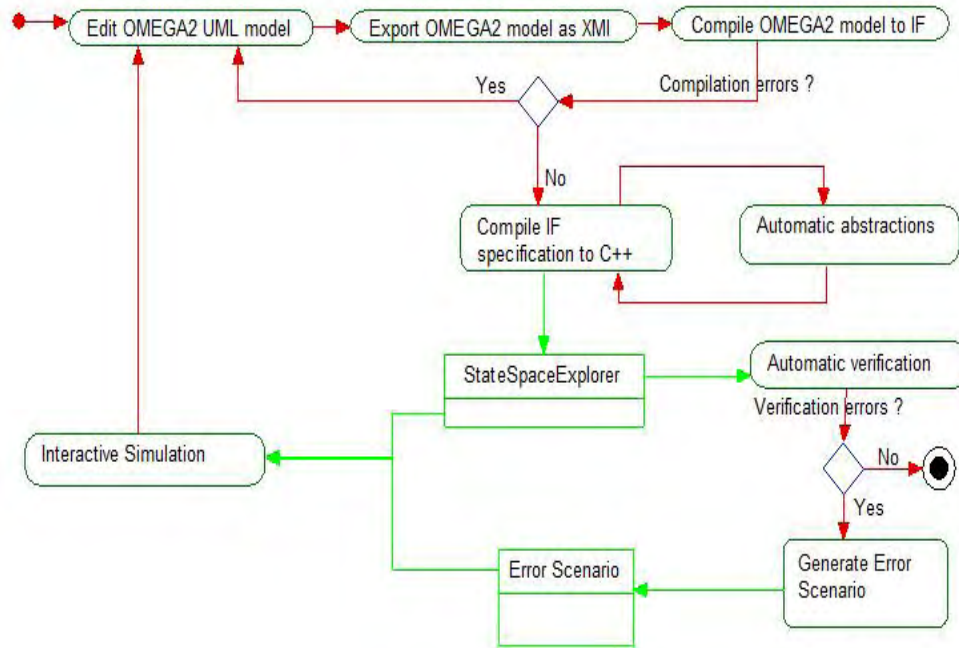 Edit OMEGA2 UML model
Export OMEGA2 model as XMI
Compile OMEGA2 model to IF
Yes
Compilation errors ?
No
Compile IF
specification to C++
Automatic abstractions
StateSpaceExplorer
Automatic verification
Verification errors ?
Interactive Simulation
No
Yes
Error Scenario
Generate Error
Scenario